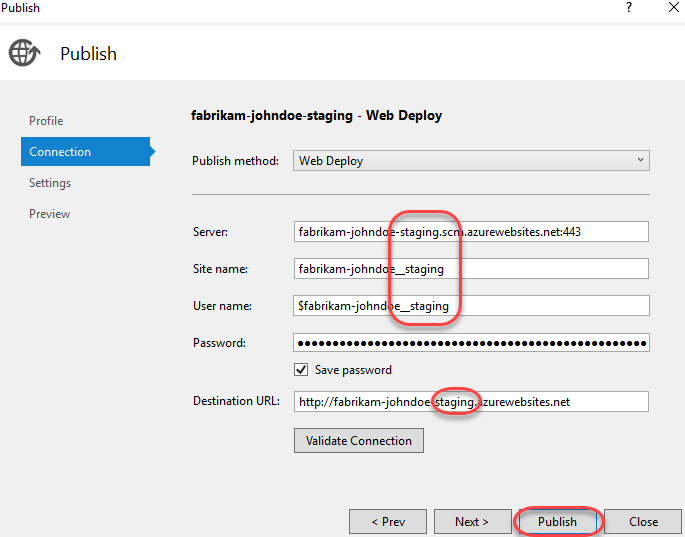 Publish
?
Publish
Profile
Connection
Settings
Preview
fabrikam-johndoe-staging - Web Deploy
Publish method: Web Deploy
Server: fabrikam-johndoe-staging.scm.azurewebsites.net:443
Site name: fabrikam-johndoe__staging
User name: $fabrikam-johndoe__staging
Password: ••••••••••••••••••••••••••••••••••••••••••••••••••
Save password
Destination URL: http://fabrikam-johndoe-staging.azurewebsites.net
Validate Connection
< Prev Next > Publish Close